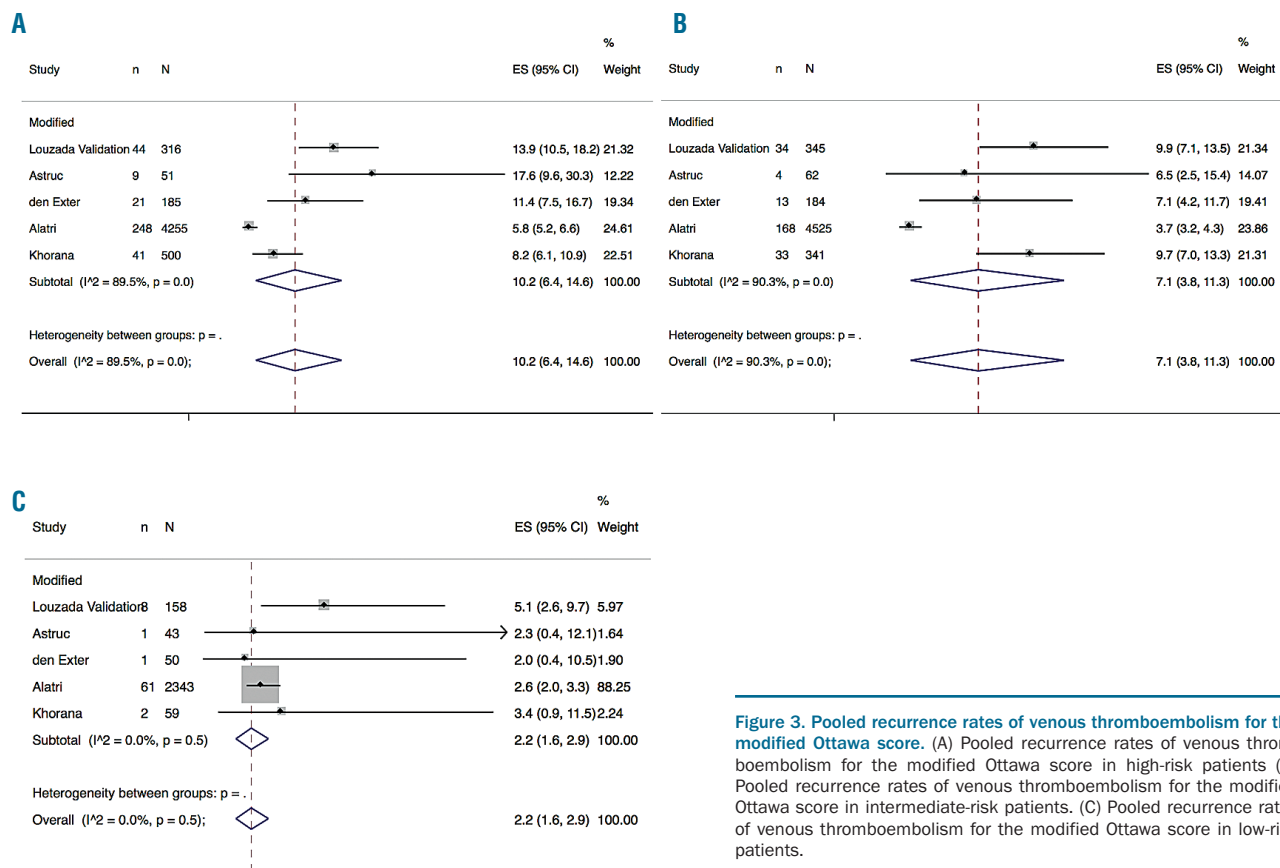 A
%
Study n N ES (95% CI) Weight
Modified
Louzada Validation 44 316 13.9 (10.5, 18.2) 21.32
Astruc 9 51 17.6 (9.6, 30.3) 12.22
den Exter 21 185 11.4 (7.5, 16.7) 19.34
Alatri 248 4255 5.8 (5.2, 6.6) 24.61
Khorana 41 500 8.2 (6.1, 10.9) 22.51
Subtotal (I^2 = 89.5%, p = 0.0) 10.2 (6.4, 14.6) 100.00
Heterogeneity between groups: p = .
Overall (I^2 = 89.5%, p = 0.0); 10.2 (6.4, 14.6) 100.00
B
%
Study n N ES (95% CI) Weight
Modified
Louzada Validation 34 345 9.9 (7.1, 13.5) 21.34
Astruc 4 62 6.5 (2.5, 15.4) 14.07
den Exter 13 184 7.1 (4.2, 11.7) 19.41
Alatri 168 4525 3.7 (3.2, 4.3) 23.86
Khorana 33 341 9.7 (7.0, 13.3) 21.31
Subtotal (I^2 = 90.3%, p = 0.0) 7.1 (3.8, 11.3) 100.00
Heterogeneity between groups: p = .
Overall (I^2 = 90.3%, p = 0.0); 7.1 (3.8, 11.3) 100.00
C
%
Study n N ES (95% CI) Weight
Modified
Louzada Validation 8 158 5.1 (2.6, 9.7) 5.97
Astruc 1 43 2.3 (0.4, 12.1) 1.64
den Exter 1 50 2.0 (0.4, 10.5) 1.90
Alatri 61 2343 2.6 (2.0, 3.3) 88.25
Khorana 2 59 3.4 (0.9, 11.5) 2.24
Subtotal (I^2 = 0.0%, p = 0.5) 2.2 (1.6, 2.9) 100.00
Heterogeneity between groups: p = .
Overall (I^2 = 0.0%, p = 0.5); 2.2 (1.6, 2.9) 100.00
Figure 3. Pooled recurrence rates of venous thromboembolism for th
modified Ottawa score. (A) Pooled recurrence rates of venous throm
boembolism for the modified Ottawa score in high-risk patients (
Pooled recurrence rates of venous thromboembolism for the modifie
Ottawa score in intermediate-risk patients. (C) Pooled recurrence rat
of venous thromboembolism for the modified Ottawa score in low-ri
patients.